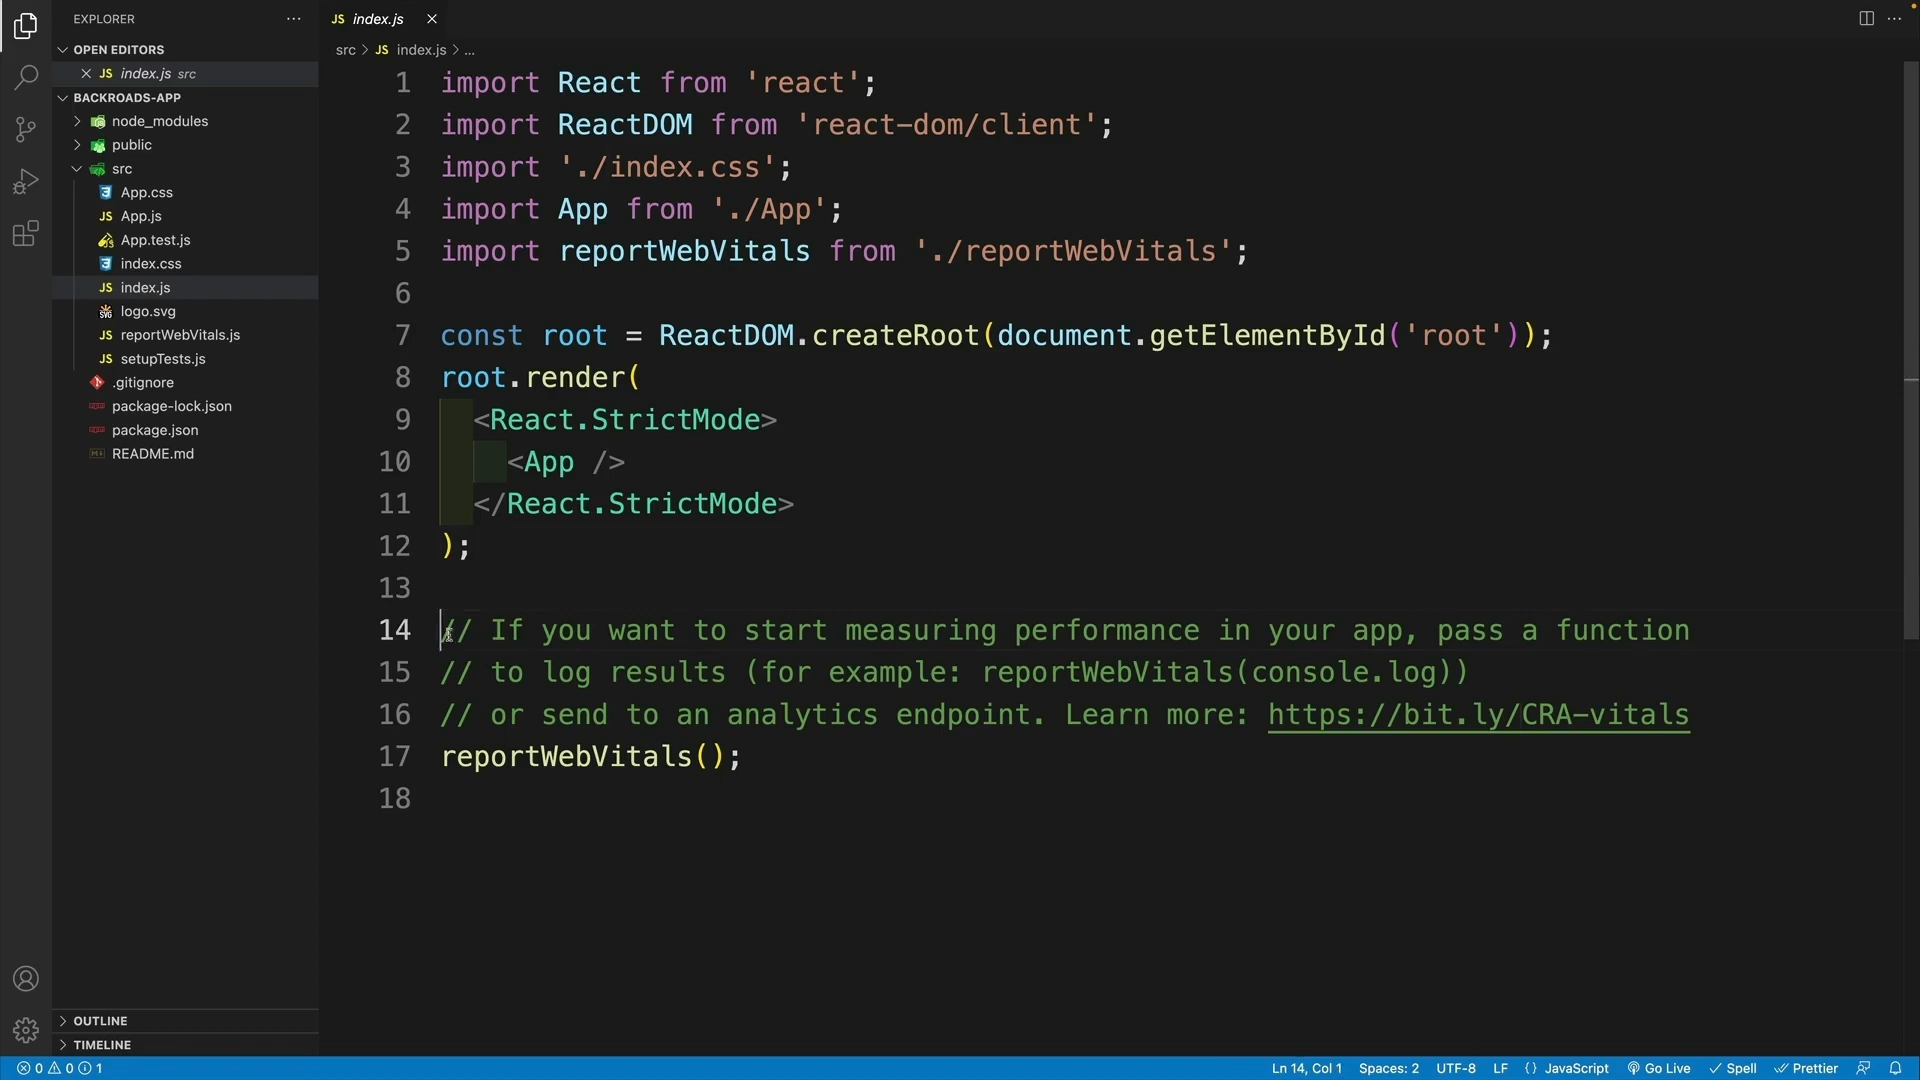 EXPLORER
OPEN EDITORS
JS index.js src
BACKROADS-APP
node_modules
public
src
App.css
JS App.js
App.test.js
index.css
JS index.js
logo.svg
JS reportWebVitals.js
JS setupTests.js
.gitignore
package-lock.json
package.json
README.md
OUTLINE
TIMELINE
JS index.js
src > JS index.js > ...
1 import React from 'react';
2 import ReactDOM from 'react-dom/client';
3 import './index.css';
4 import App from './App';
5 import reportWebVitals from './reportWebVitals';
6
7 const root = ReactDOM.createRoot(document.getElementById('root'));
8 root.render(
9 <React.StrictMode>
10 <App />
11 </React.StrictMode>
12 );
13
14 // If you want to start measuring performance in your app, pass a function
15 // to log results (for example: reportWebVitals(console.log))
16 // or send to an analytics endpoint. Learn more: https://bit.ly/CRA-vitals
17 reportWebVitals();
18
0 0 1 Ln 14, Col 1 Spaces: 2 UTF-8 LF {} JavaScript Go Live Spell Prettier